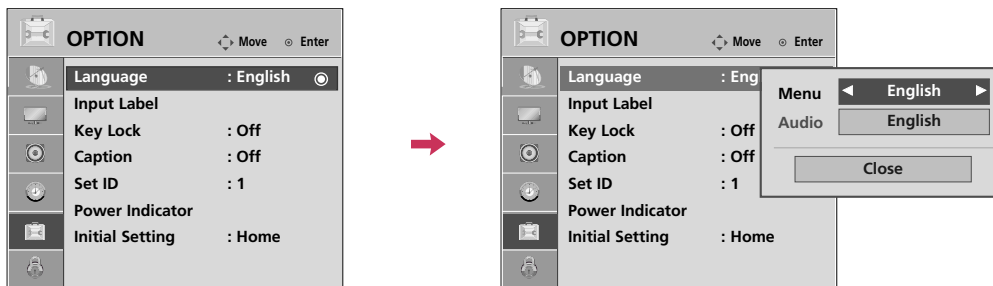 OPTION Move Enter
Language : English
Input Label
Key Lock : Off
Caption : Off
Set ID : 1
Power Indicator
Initial Setting : Home
OPTION Move Enter
Language : Eng
Input Label
Key Lock : Off
Caption : Off
Set ID : 1
Power Indicator
Initial Setting : Home
Menu English
Audio English
Close